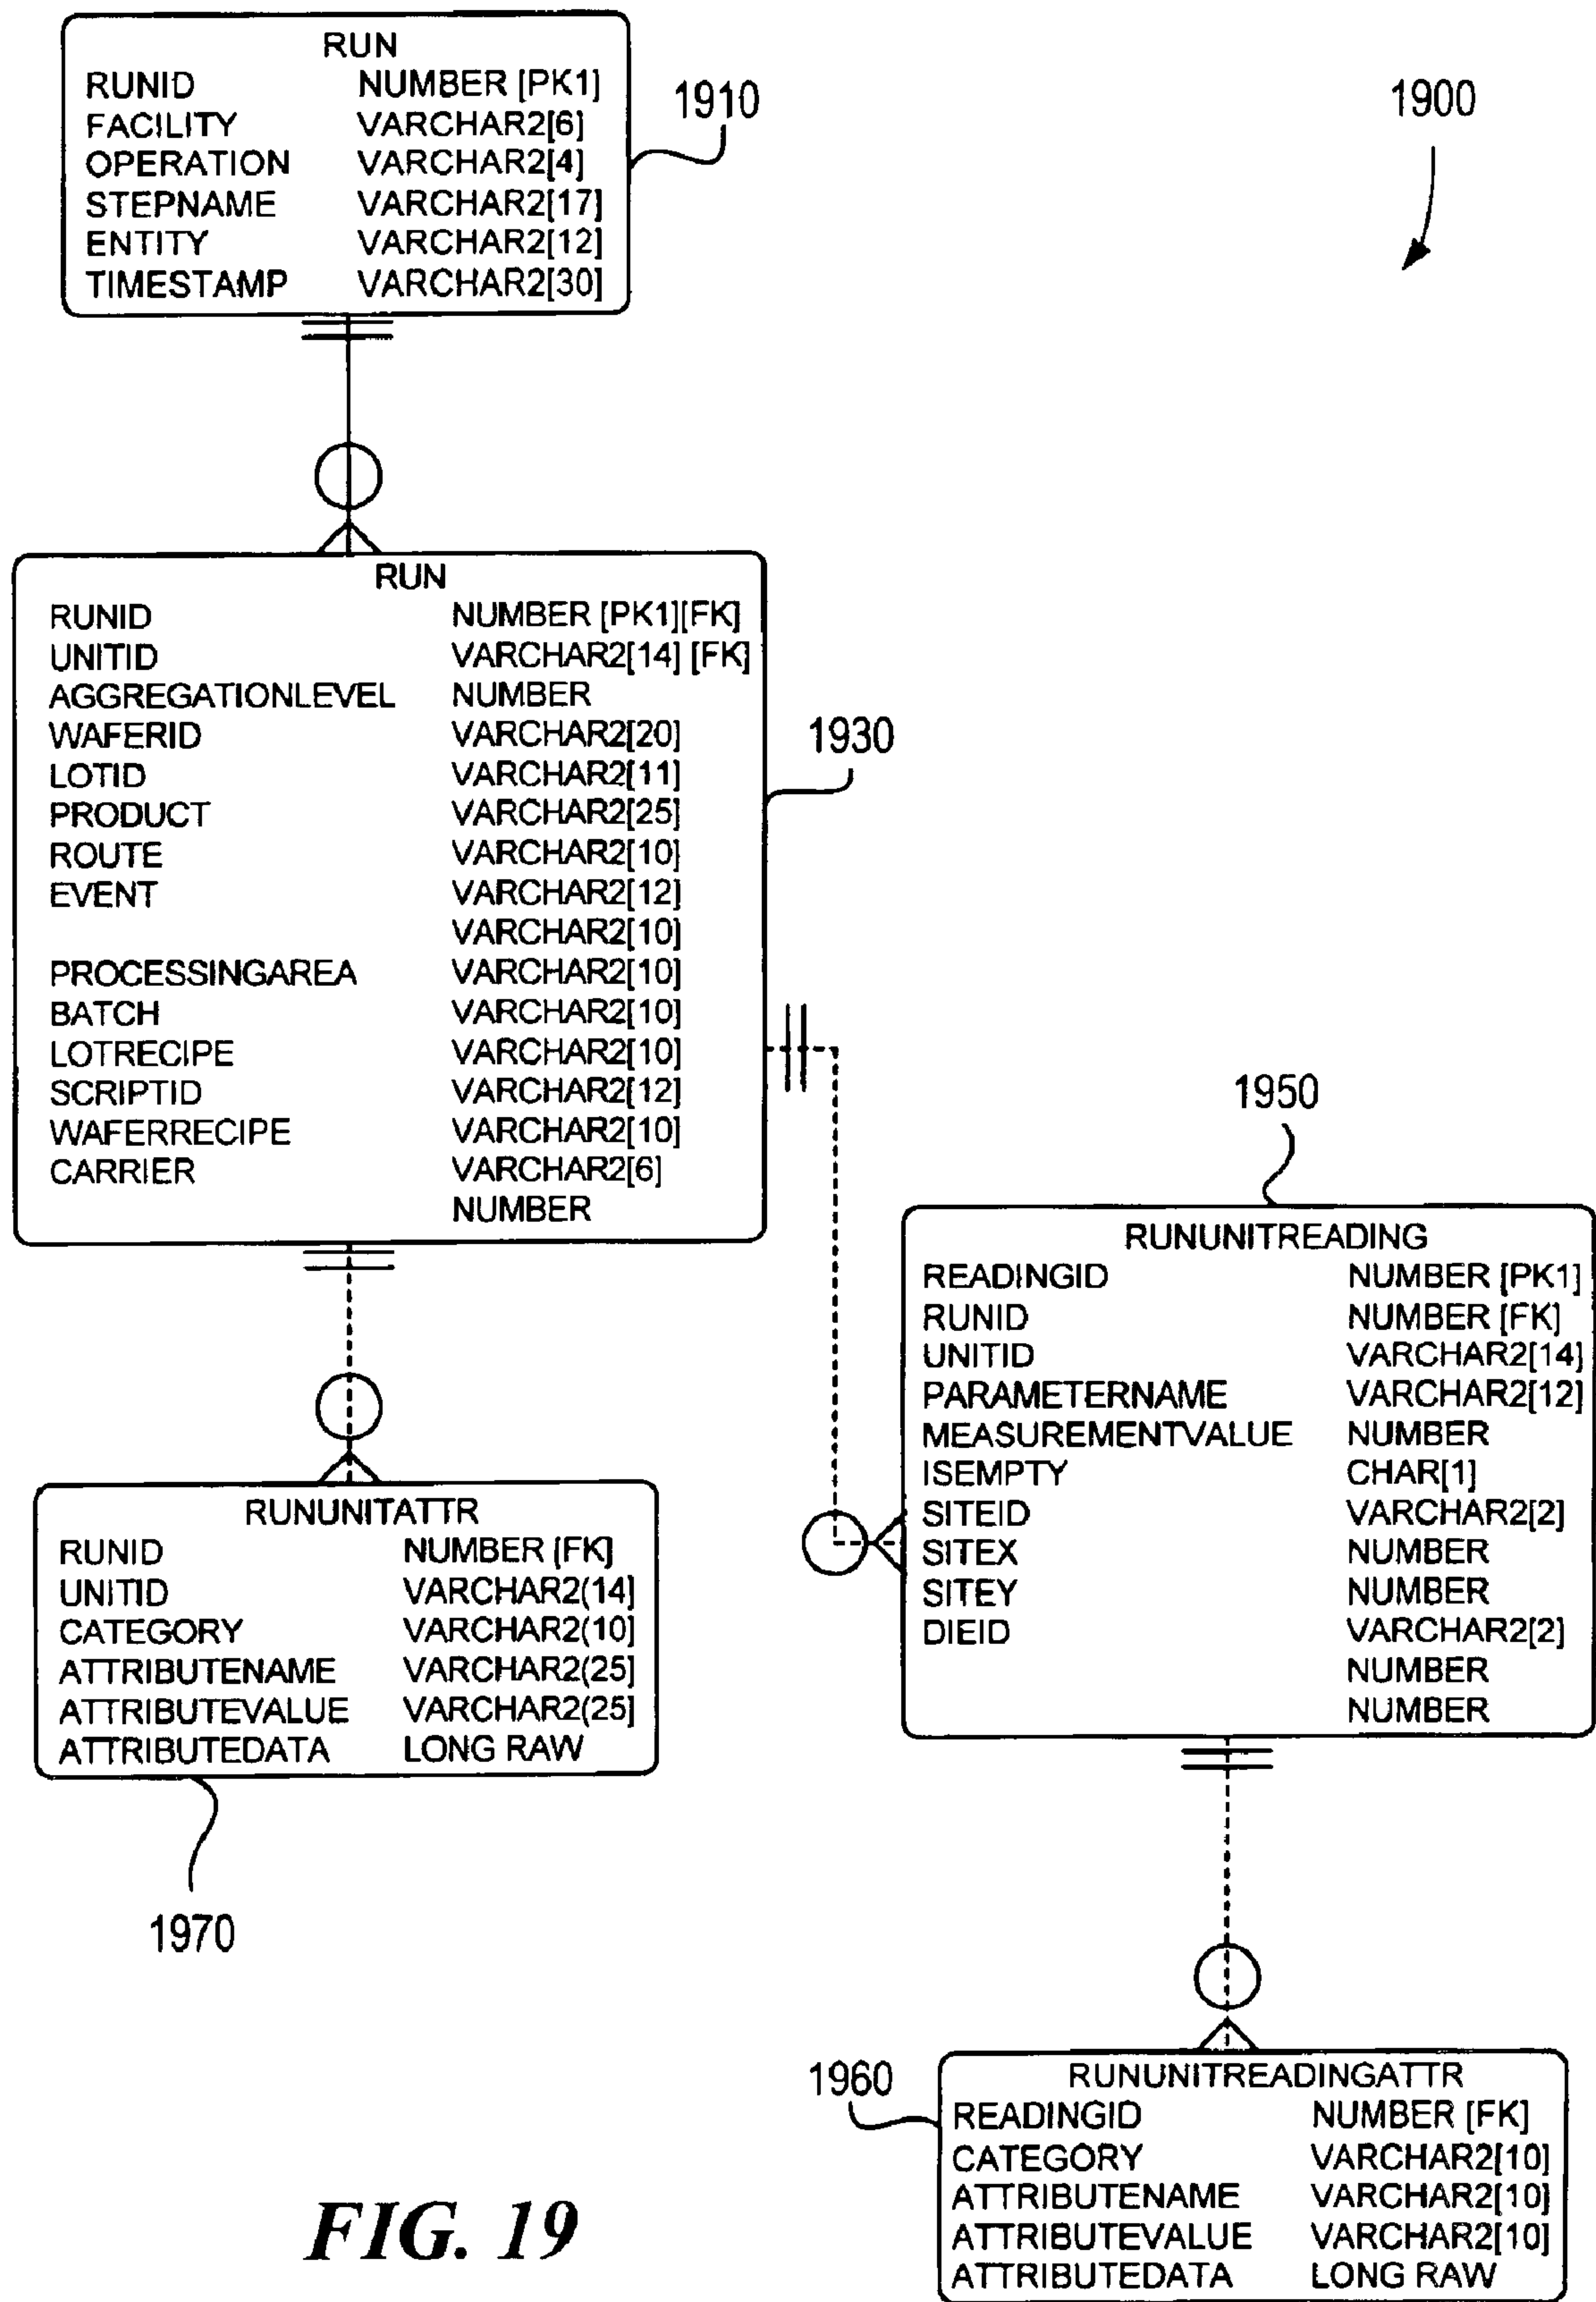 RUN
RUNID NUMBER [PK1]
FACILITY VARCHAR2[6]
OPERATION VARCHAR2[4]
STEPNAME VARCHAR2[17]
ENTITY VARCHAR2[12]
TIMESTAMP VARCHAR2[30]
1910
1900
RUN
RUNID NUMBER [PK1][FK]
UNITID VARCHAR2[14] [FK]
AGGREGATIONLEVEL NUMBER
WAFERID VARCHAR2[20]
LOTID VARCHAR2[11]
PRODUCT VARCHAR2[25]
ROUTE VARCHAR2[10]
EVENT VARCHAR2[12]
VARCHAR2[10]
PROCESSINGAREA VARCHAR2[10]
BATCH VARCHAR2[10]
LOTRECIPE VARCHAR2[10]
SCRIPTID VARCHAR2[12]
WAFERRECIPE VARCHAR2[10]
CARRIER VARCHAR2[6]
NUMBER
1930
1950
RUNUNITREADING
READINGID NUMBER [PK1]
RUNID NUMBER [FK]
UNITID VARCHAR2[14]
PARAMETERNAME VARCHAR2[12]
MEASUREMENTVALUE NUMBER
ISEMPTY CHAR[1]
SITEID VARCHAR2[2]
SITEX NUMBER
SITEY NUMBER
DIEID VARCHAR2[2]
NUMBER
NUMBER
RUNUNITATTR
RUNID NUMBER [FK]
UNITID VARCHAR2(14]
CATEGORY VARCHAR2(10]
ATTRIBUTENAME VARCHAR2(25]
ATTRIBUTEVALUE VARCHAR2(25]
ATTRIBUTEDATA LONG RAW
1970
1960
RUNUNITREADINGATTR
READINGID NUMBER [FK]
CATEGORY VARCHAR2[10]
ATTRIBUTENAME VARCHAR2[10]
ATTRIBUTEVALUE VARCHAR2[10]
ATTRIBUTEDATA LONG RAW
FIG. 19